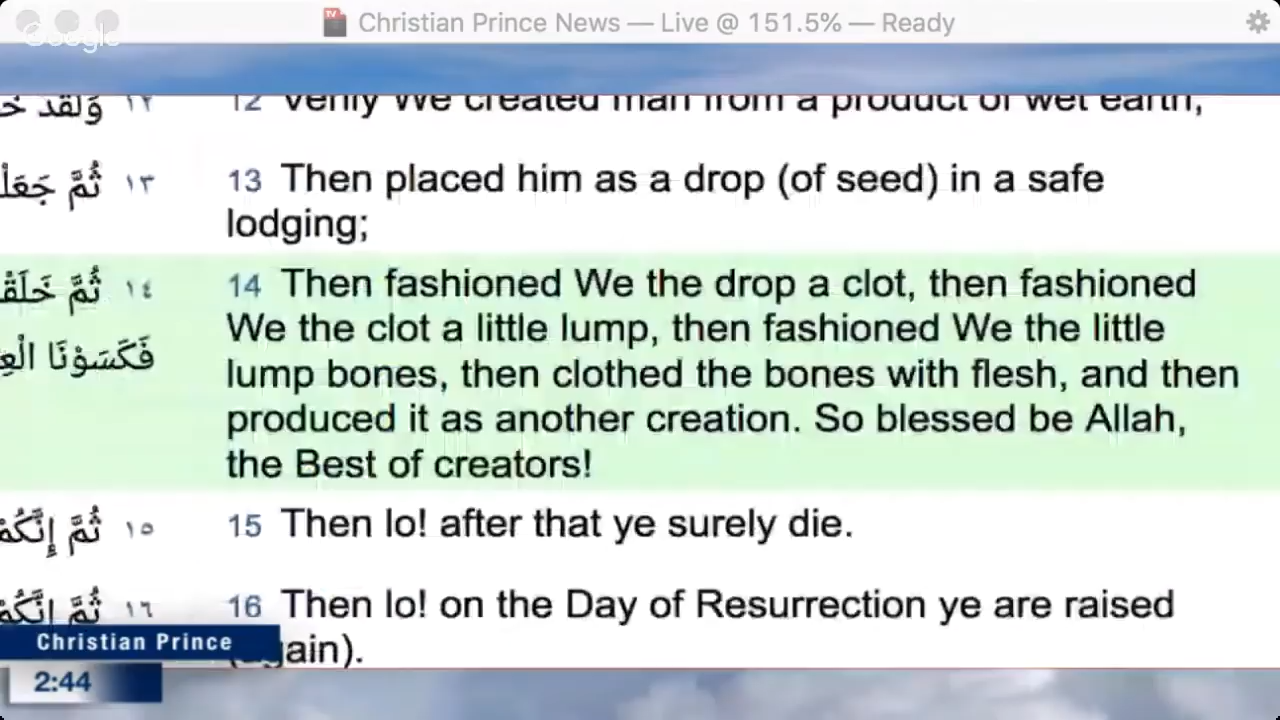 Christian Prince News — Live @ 151.5% — Ready
Google
١٢ وَلَقَدْ
12 Verily We created man from a product of wet earth;
١٣ ثُمَّ
13 Then placed him as a drop (of seed) in a safe
lodging;
١٤ ثُمَّ
14 Then fashioned We the drop a clot, then fashioned
We the clot a little lump, then fashioned We the little
فَكَسَوْنَا
lump bones, then clothed the bones with flesh, and then
produced it as another creation. So blessed be Allah,
the Best of creators!
١٥ ثُمَّ
15 Then lo! after that ye surely die.
١٦ ثُمَّ
16 Then lo! on the Day of Resurrection ye are raised
(again).
Christian Prince
2:44